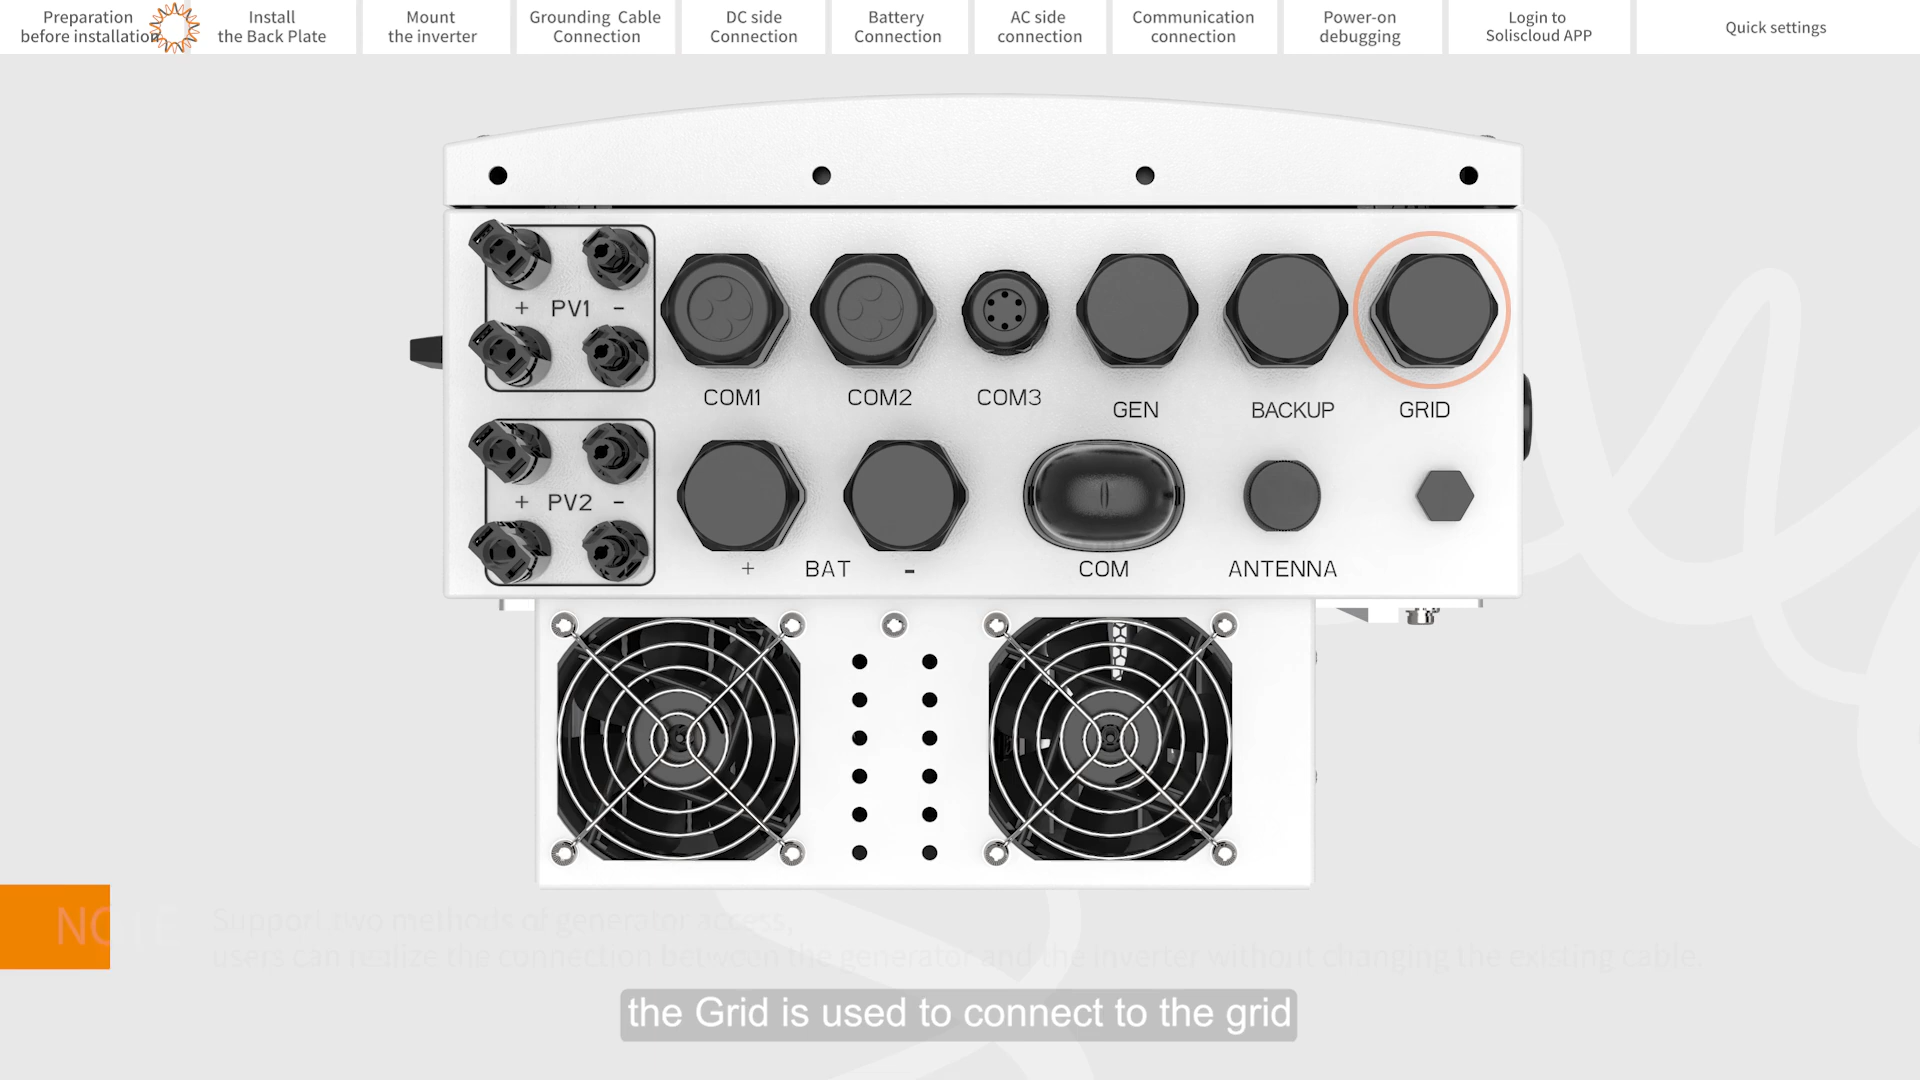 Preparation
before installation
Install
the Back Plate
Mount
the inverter
Grounding Cable
Connection
DC side
Connection
Battery
Connection
AC side
connection
Communication
connection
Power-on
debugging
Login to
Soliscloud APP
Quick settings
+ PV1 -
COM1
COM2
COM3
GEN
BACKUP
GRID
+ PV2 -
+ BAT -
COM
ANTENNA
NOTE
Support two methods of generator access,
users can realize the connection between the generator and the inverter without changing the existing cable.
the Grid is used to connect to the grid